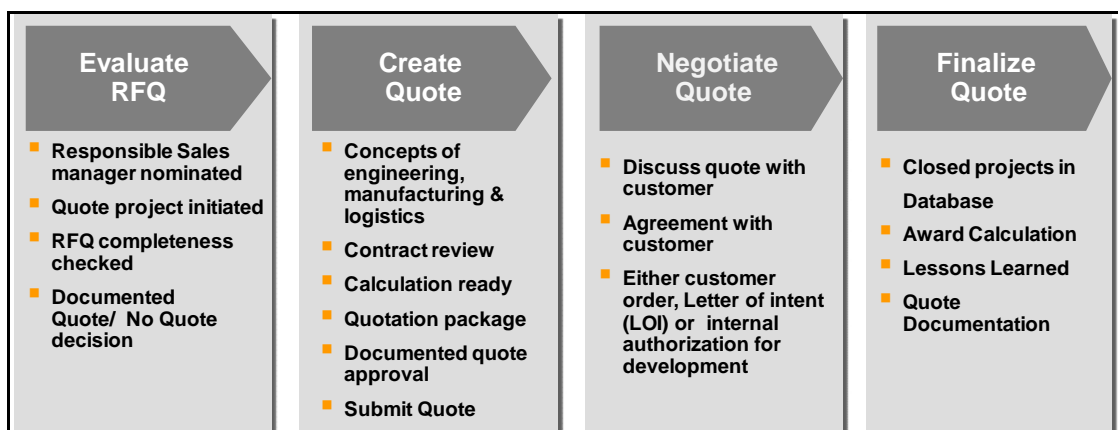 Evaluate
RFQ
Responsible Sales
manager nominated
Quote project initiated
RFQ completeness
checked
Documented
Quote/ No Quote
decision
Create
Quote
Concepts of
engineering,
manufacturing &
logistics
Contract review
Calculation ready
Quotation package
Documented quote
approval
Submit Quote
Negotiate
Quote
Discuss quote with
customer
Agreement with
customer
Either customer
order, Letter of intent
(LOI) or internal
authorization for
development
Finalize
Quote
Closed projects in
Database
Award Calculation
Lessons Learned
Quote
Documentation